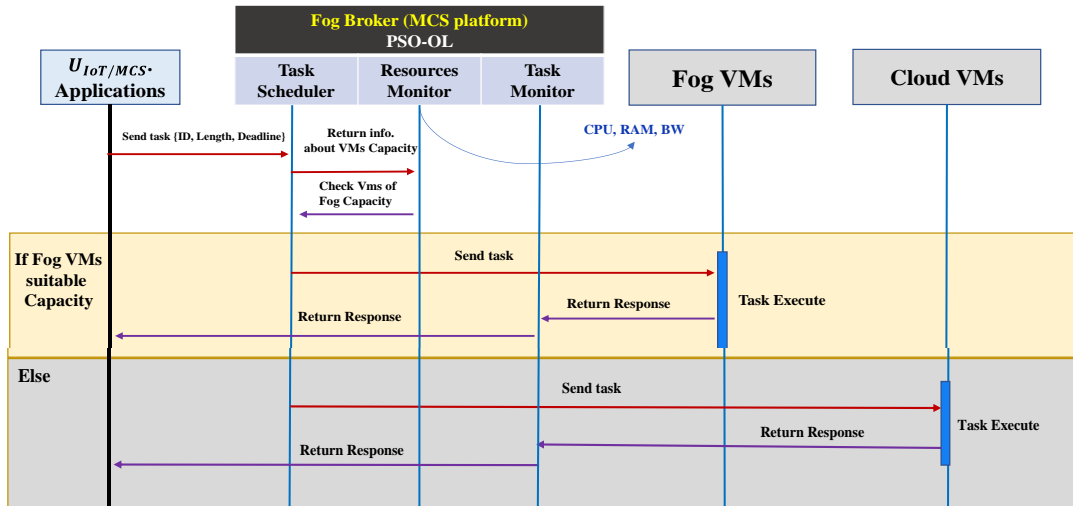 Fog Broker (MCS platform)
PSO-OL
U_{IoT/MCS}.
Applications
Task
Scheduler
Resources
Monitor
Task
Monitor
Fog VMs
Cloud VMs
Send task {ID, Length, Deadline}
Return info.
about VMs Capacity
CPU, RAM, BW
Check Vms of
Fog Capacity
If Fog VMs
suitable
Capacity
Send task
Task Execute
Return Response
Return Response
Else
Send task
Task Execute
Return Response
Return Response